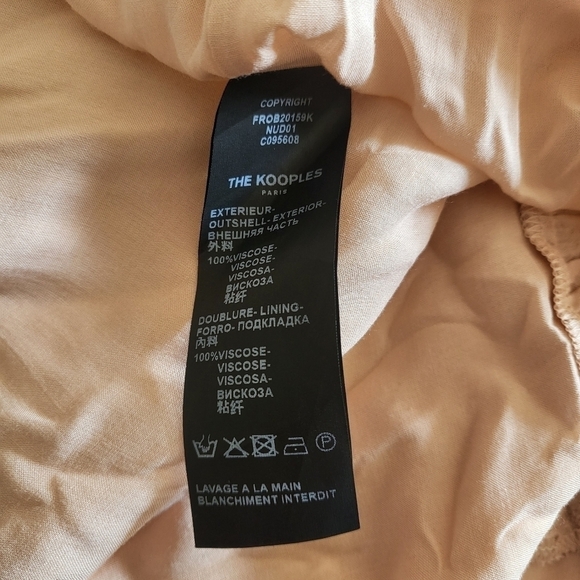 COPYRIGHT
FROB20159K
NUD01
C095608
THE KOOPLES
PARIS
EXTERIEUR-
OUTSHELL-EXTERIOR-
ВНЕШНЯЯ ЧАСТЬ
外料
100%VISCOSE-
VISCOSE-
VISCOSA-
ВИСКОЗА
粘纤
DOUBLURE- LINING-
FORRO- ПОДКЛАДКА
內料
100%VISCOSE-
VISCOSE-
VISCOSA-
ВИСКОЗА
粘纤
P
LAVAGE A LA MAIN
BLANCHIMENT INTERDIT